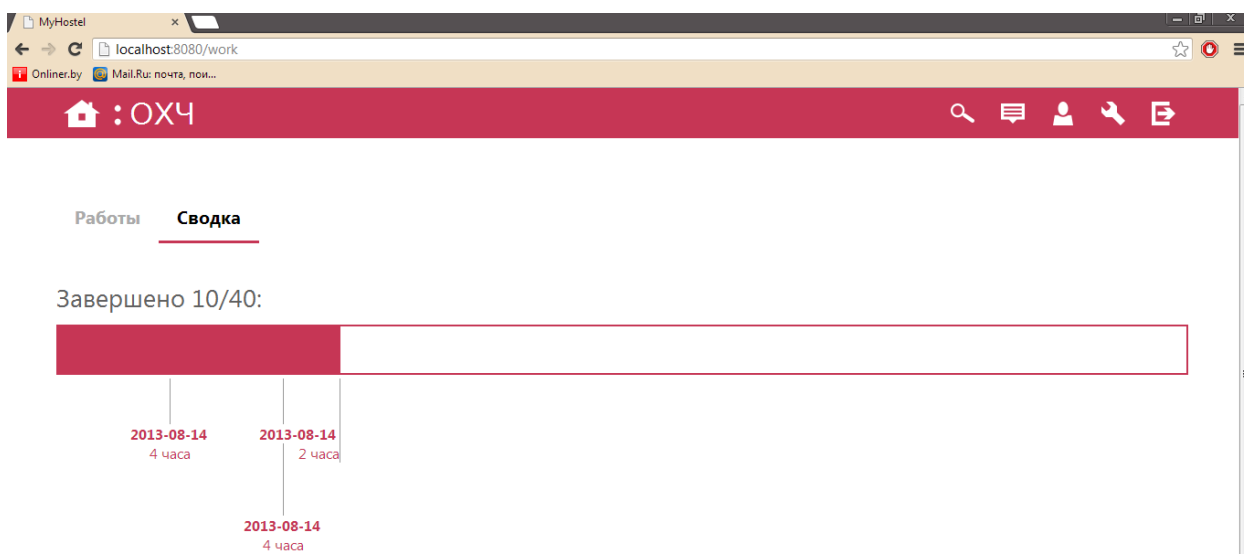 MyHostel
localhost:8080/work
Onliner.by Mail.Ru: почта, пои...
: ОХЧ
Работы Сводка
Завершено 10/40:
2013-08-14 2013-08-14
4 часа 2 часа
2013-08-14
4 часа